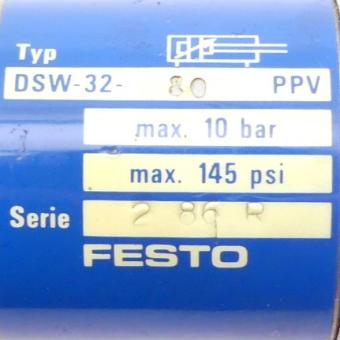 Typ
DSW-32- 80 PPV
max. 10 bar
max. 145 psi
Serie 2 86 R
FESTO